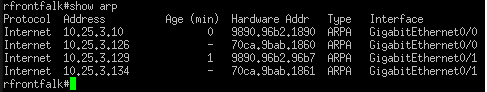 rfrontfalk#show arp
Protocol  Address          Age (min)  Hardware Addr   Type   Interface
Internet  10.25.3.10              0   9890.96b2.1890  ARPA   GigabitEthernet0/0
Internet  10.25.3.126             -   70ca.9bab.1860  ARPA   GigabitEthernet0/0
Internet  10.25.3.129             1   9890.96b2.96b7  ARPA   GigabitEthernet0/1
Internet  10.25.3.134             -   70ca.9bab.1861  ARPA   GigabitEthernet0/1
rfrontfalk#